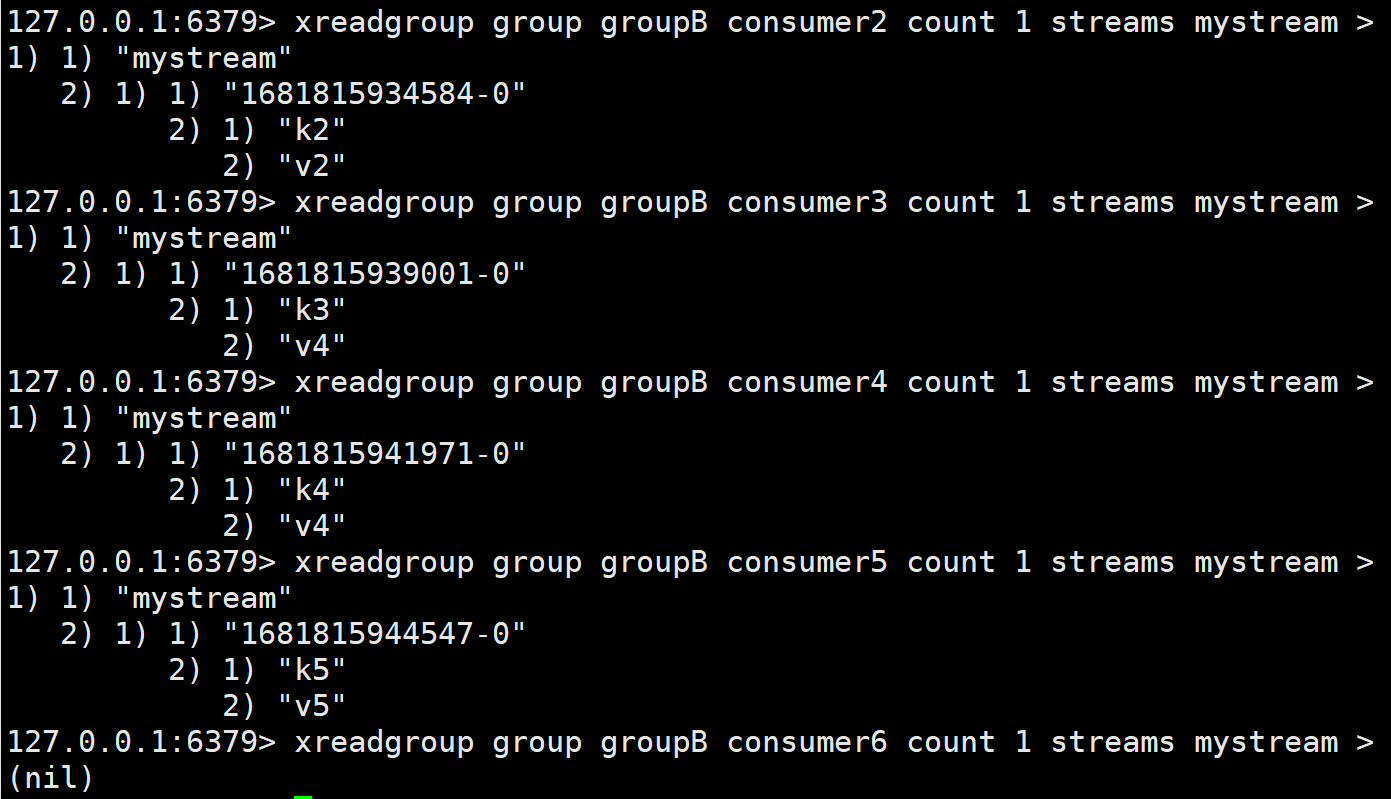 127.0.0.1:6379> xreadgroup group groupB consumer2 count 1 streams mystream >
1) 1) "mystream"
   2) 1) 1) "1681815934584-0"
         2) 1) "k2"
            2) "v2"
127.0.0.1:6379> xreadgroup group groupB consumer3 count 1 streams mystream >
1) 1) "mystream"
   2) 1) 1) "1681815939001-0"
         2) 1) "k3"
            2) "v4"
127.0.0.1:6379> xreadgroup group groupB consumer4 count 1 streams mystream >
1) 1) "mystream"
   2) 1) 1) "1681815941971-0"
         2) 1) "k4"
            2) "v4"
127.0.0.1:6379> xreadgroup group groupB consumer5 count 1 streams mystream >
1) 1) "mystream"
   2) 1) 1) "1681815944547-0"
         2) 1) "k5"
            2) "v5"
127.0.0.1:6379> xreadgroup group groupB consumer6 count 1 streams mystream >
(nil)